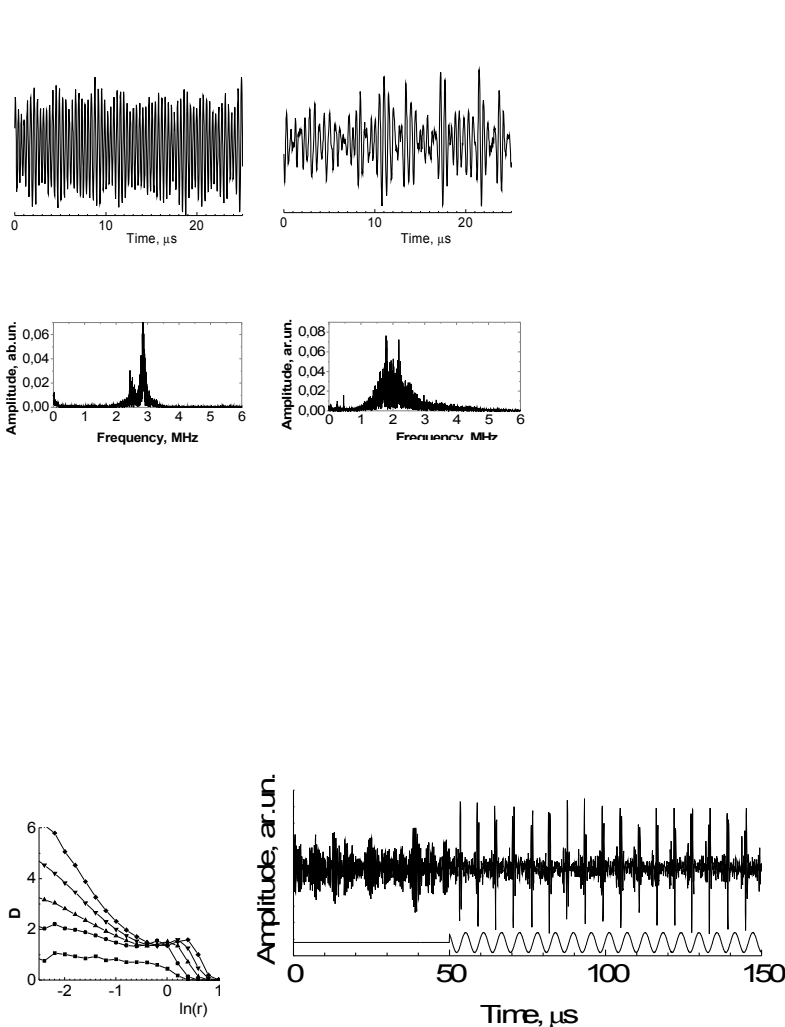 0 10 20
Time, μs
0 10 20
Time, μs
Amplitude, ab.un.
0,06
0,04
0,02
0,00
0 1 2 3 4 5 6
Frequency, MHz
Amplitude, ar.un.
0,08
0,06
0,04
0,02
0,00
0 1 2 3 4 5 6
Frequency, MHz
D
6
4
2
0
-2 -1 0 1
ln(r)
Amplitude, ar.un.
0 50 100 150
Time, μs